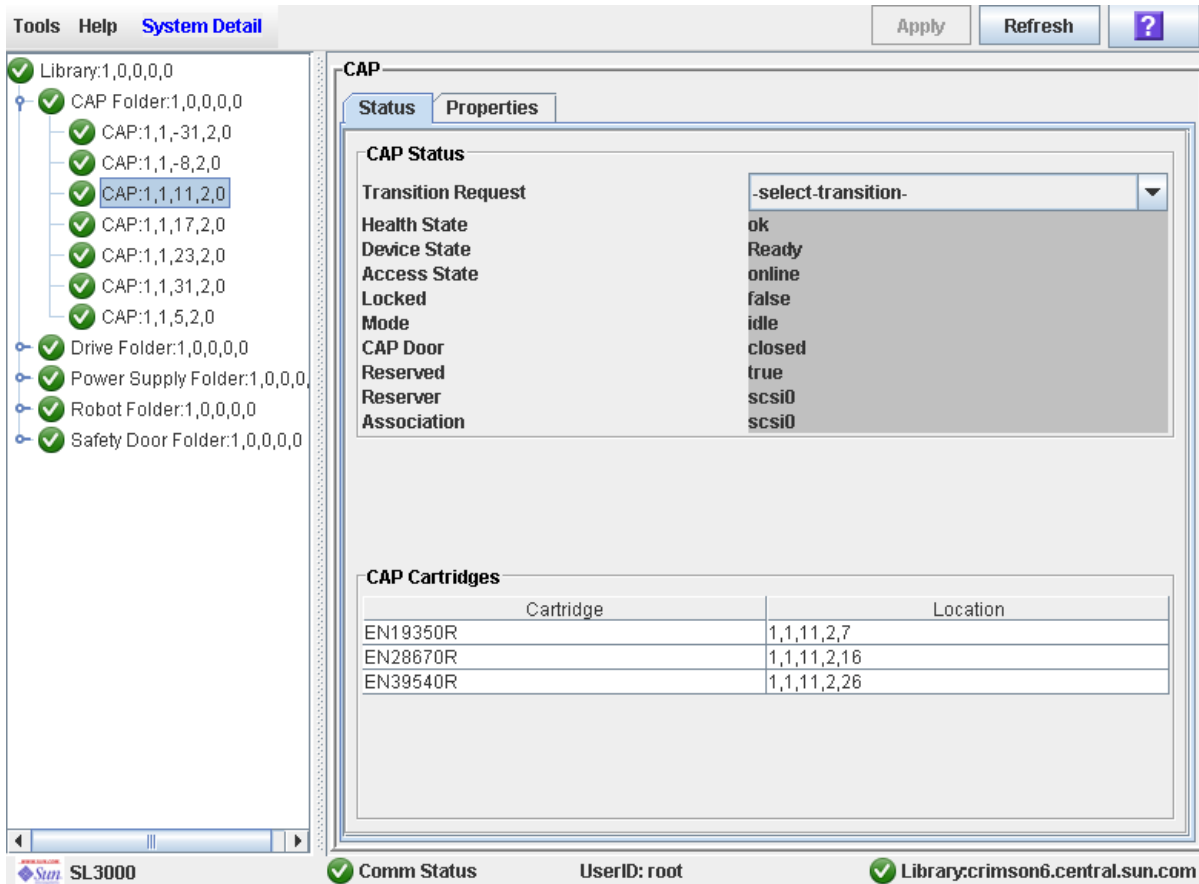 Tools Help System Detail Apply Refresh ?
Library:1,0,0,0,0
CAP Folder:1,0,0,0,0
CAP:1,1,-31,2,0
CAP:1,1,-8,2,0
CAP:1,1,11,2,0
CAP:1,1,17,2,0
CAP:1,1,23,2,0
CAP:1,1,31,2,0
CAP:1,1,5,2,0
Drive Folder:1,0,0,0,0
Power Supply Folder:1,0,0,0,
Robot Folder:1,0,0,0,0
Safety Door Folder:1,0,0,0,0
CAP
Status Properties
CAP Status
Transition Request -select-transition-
Health State ok
Device State Ready
Access State online
Locked false
Mode idle
CAP Door closed
Reserved true
Reserver scsi0
Association scsi0
CAP Cartridges
Cartridge Location
EN19350R 1,1,11,2,7
EN28670R 1,1,11,2,16
EN39540R 1,1,11,2,26
Sun SL3000 Comm Status UserID: root Library:crimson6.central.sun.com